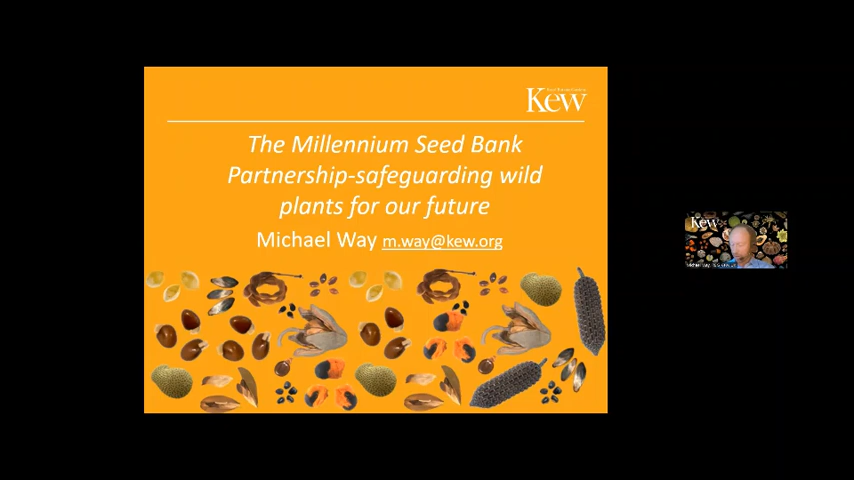 Kew
The Millennium Seed Bank
Partnership-safeguarding wild
plants for our future
Michael Way m.way@kew.org
Kew